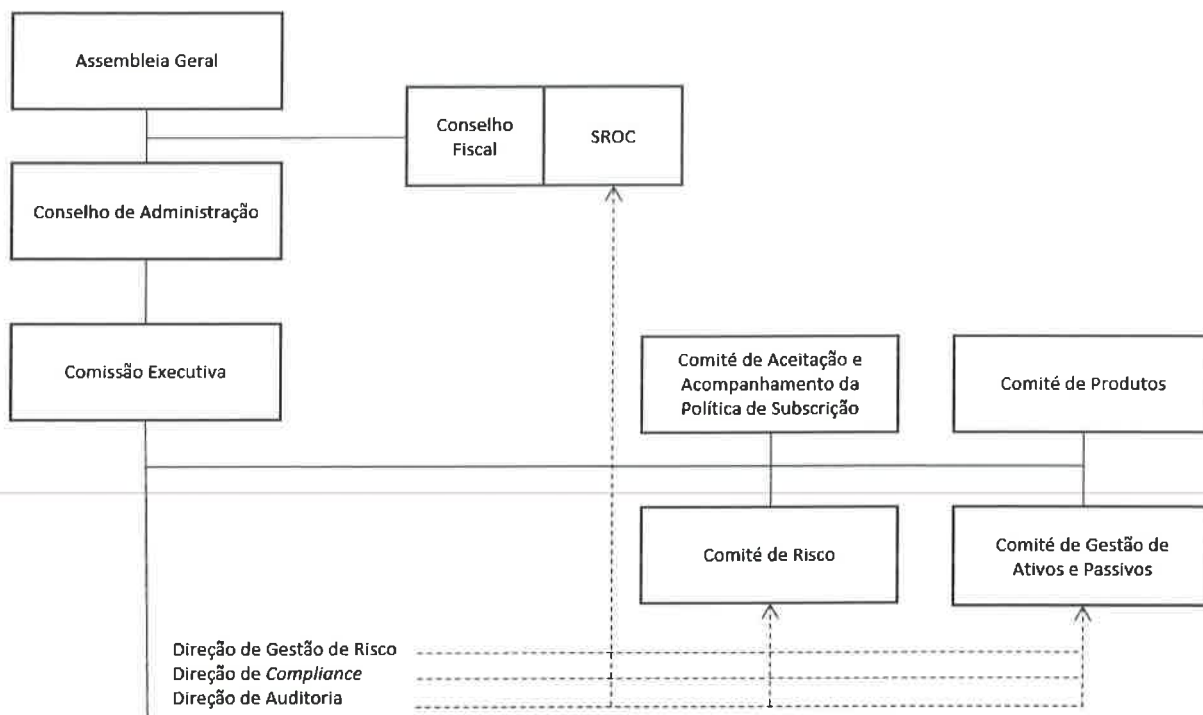 Assembleia Geral
Conselho
Fiscal
SROC
Conselho de Administração
Comissão Executiva
Comité de Aceitação e
Acompanhamento da
Política de Subscrição
Comité de Produtos
Comité de Risco
Comité de Gestão de
Ativos e Passivos
Direção de Gestão de Risco
Direção de Compliance
Direção de Auditoria